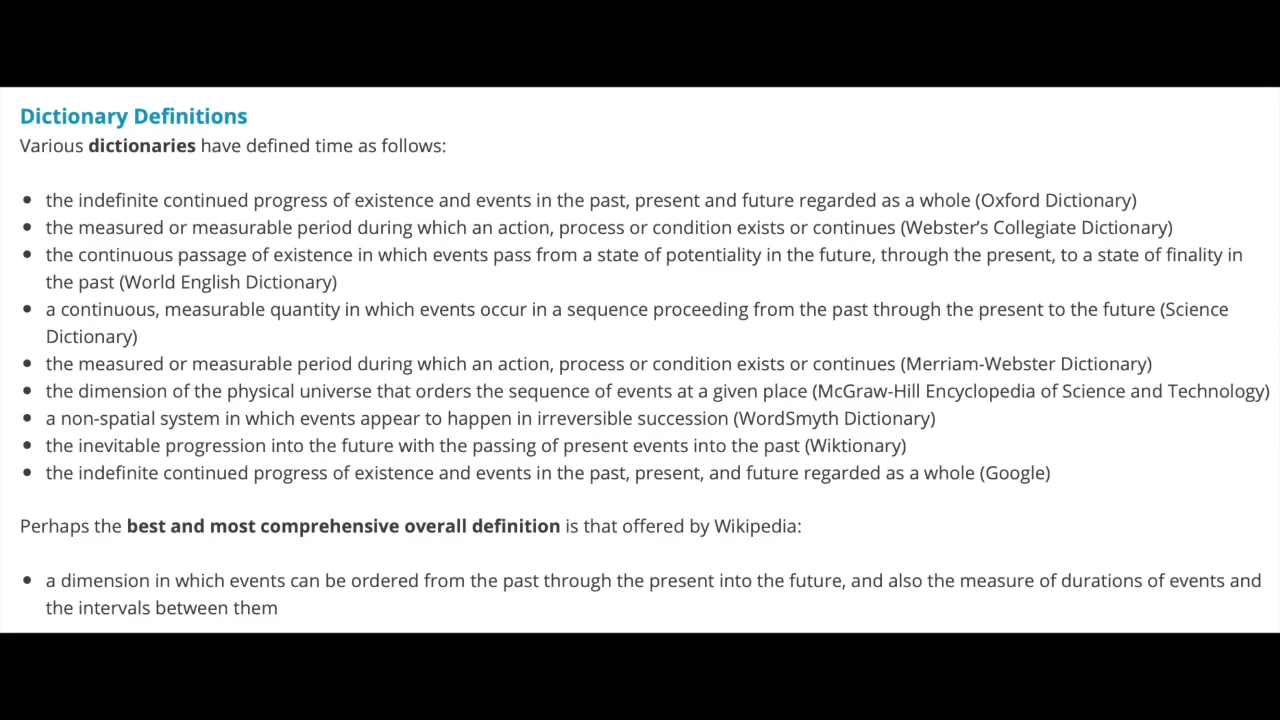 Dictionary Definitions
Various dictionaries have defined time as follows:
• the indefinite continued progress of existence and events in the past, present and future regarded as a whole (Oxford Dictionary)
• the measured or measurable period during which an action, process or condition exists or continues (Webster’s Collegiate Dictionary)
• the continuous passage of existence in which events pass from a state of potentiality in the future, through the present, to a state of finality in
the past (World English Dictionary)
• a continuous, measurable quantity in which events occur in a sequence proceeding from the past through the present to the future (Science
Dictionary)
• the measured or measurable period during which an action, process or condition exists or continues (Merriam-Webster Dictionary)
• the dimension of the physical universe that orders the sequence of events at a given place (McGraw-Hill Encyclopedia of Science and Technology)
• a non-spatial system in which events appear to happen in irreversible succession (WordSmyth Dictionary)
• the inevitable progression into the future with the passing of present events into the past (Wiktionary)
• the indefinite continued progress of existence and events in the past, present, and future regarded as a whole (Google)
Perhaps the best and most comprehensive overall definition is that offered by Wikipedia:
• a dimension in which events can be ordered from the past through the present into the future, and also the measure of durations of events and
the intervals between them